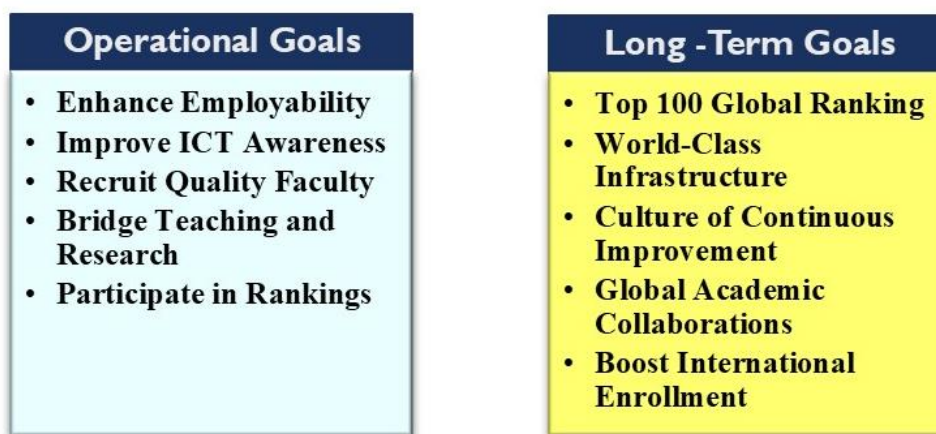 Operational Goals
• Enhance Employability
• Improve ICT Awareness
• Recruit Quality Faculty
• Bridge Teaching and
Research
• Participate in Rankings
Long -Term Goals
• Top 100 Global Ranking
• World-Class
Infrastructure
• Culture of Continuous
Improvement
• Global Academic
Collaborations
• Boost International
Enrollment